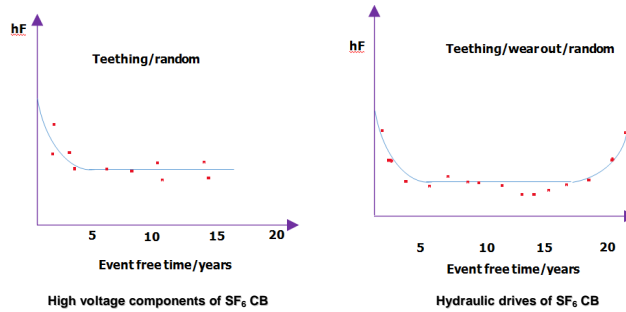 hF
Teething/random
5 10 15 20
Event free time/years
High voltage components of SF₆ CB
hF
Teething/wear out/random
5 10 15 20
Event free time/years
Hydraulic drives of SF₆ CB